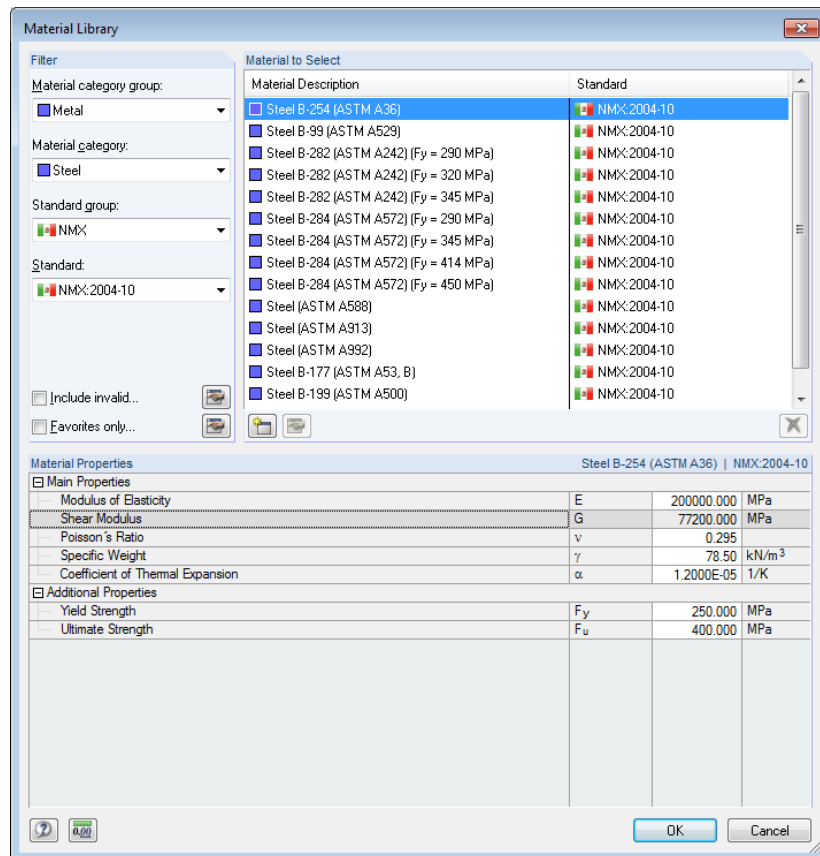 Material Library
Filter
Material category group:
Metal
Material category:
Steel
Standard group:
NMX
Standard:
NMX:2004-10
Include invalid...
Favorites only...
Material to Select
Material Description Standard
Steel B-254 (ASTM A36) NMX:2004-10
Steel B-99 (ASTM A529) NMX:2004-10
Steel B-282 (ASTM A242) (Fy = 290 MPa) NMX:2004-10
Steel B-282 (ASTM A242) (Fy = 320 MPa) NMX:2004-10
Steel B-282 (ASTM A242) (Fy = 345 MPa) NMX:2004-10
Steel B-284 (ASTM A572) (Fy = 290 MPa) NMX:2004-10
Steel B-284 (ASTM A572) (Fy = 345 MPa) NMX:2004-10
Steel B-284 (ASTM A572) (Fy = 414 MPa) NMX:2004-10
Steel B-284 (ASTM A572) (Fy = 450 MPa) NMX:2004-10
Steel (ASTM A588) NMX:2004-10
Steel (ASTM A913) NMX:2004-10
Steel (ASTM A992) NMX:2004-10
Steel B-177 (ASTM A53, B) NMX:2004-10
Steel B-199 (ASTM A500) NMX:2004-10
Material Properties Steel B-254 (ASTM A36) | NMX:2004-10
Main Properties
Modulus of Elasticity E 200000.000 MPa
Shear Modulus G 77200.000 MPa
Poisson´s Ratio ν 0.295
Specific Weight γ 78.50 kN/m³
Coefficient of Thermal Expansion α 1.2000E-05 1/K
Additional Properties
Yield Strength Fy 250.000 MPa
Ultimate Strength Fu 400.000 MPa
0.00
OK Cancel